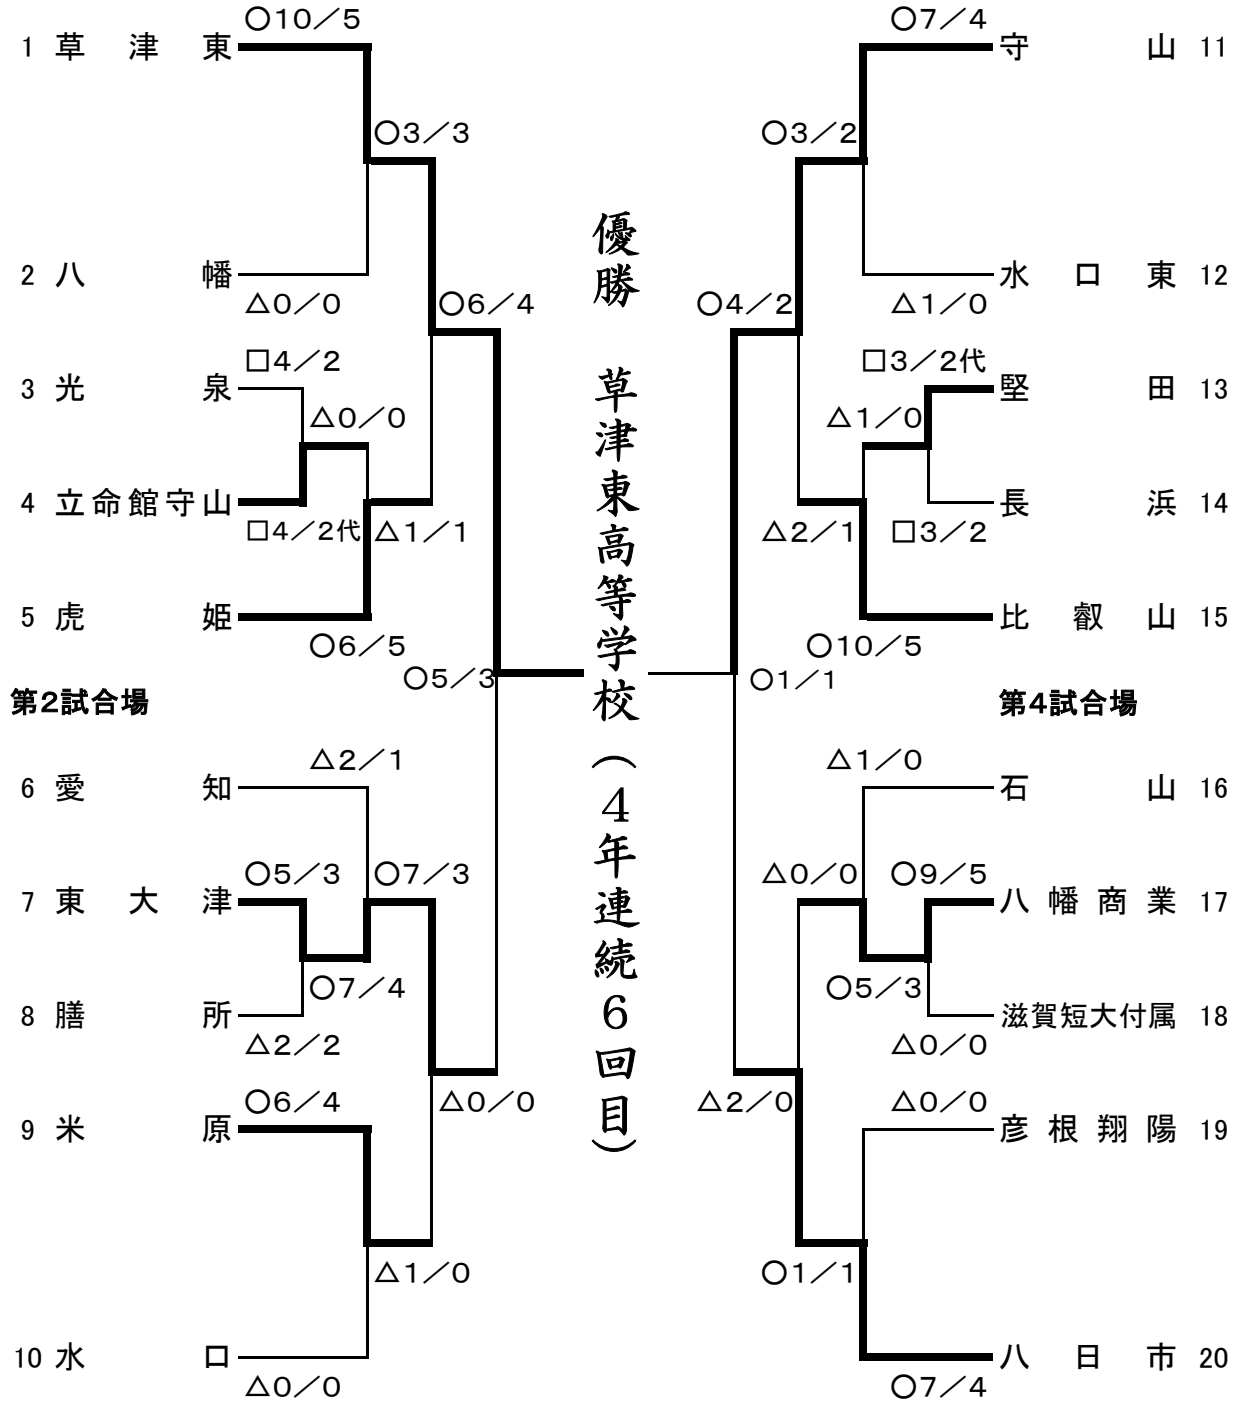 ○10／5
1 草津東
○3／3
2 八幡
△0／0
○6／4
□4／2
3 光泉
△0／0
4 立命館守山
□4／2代
△1／1
5 虎姫
○6／5
○5／3
第2試合場
△2／1
6 愛知
○5／3
○7／3
7 東大津
○7／4
8 膳所
△2／2
○6／4
△0／0
9 米原
△1／0
10 水口
△0／0
優勝 草津東高等学校（4年連続6回目）
○7／4
守山 11
○3／2
水口東 12
△1／0
○4／2
□3／2代
堅田 13
△1／0
長浜 14
△2／1
□3／2
比叡山 15
○10／5
○1／1
第4試合場
△1／0
石山 16
△0／0
○9／5
八幡商業 17
○5／3
滋賀短大付属 18
△0／0
△2／0
△0／0
彦根翔陽 19
○1／1
八日市 20
○7／4